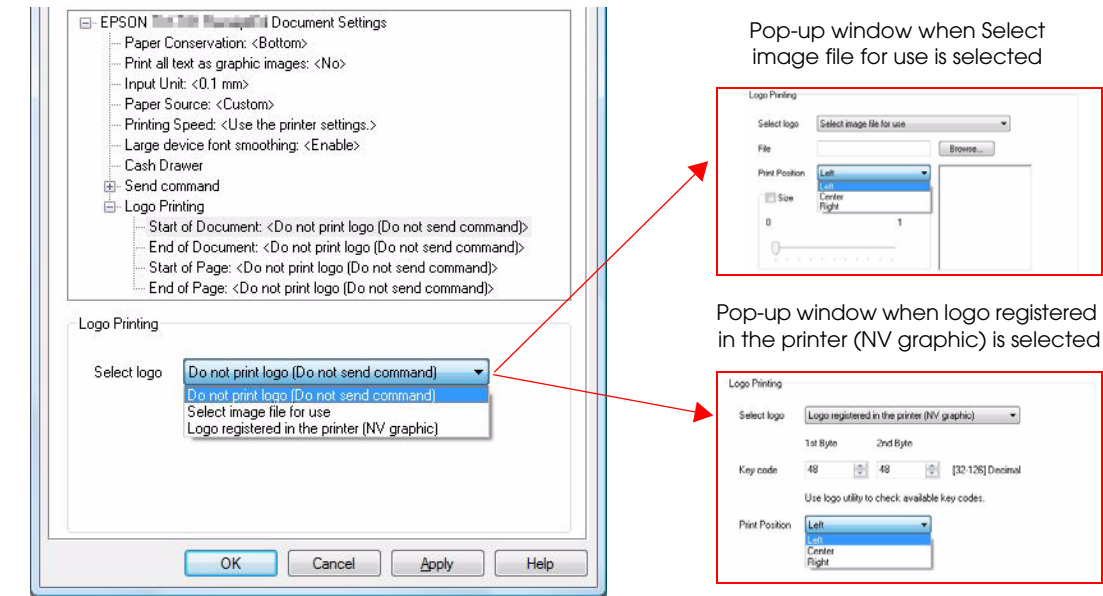 EPSON Document Settings
Paper Conservation: <Bottom>
Print all text as graphic images: <No>
Input Unit: <0.1 mm>
Paper Source: <Custom>
Printing Speed: <Use the printer settings.>
Large device font smoothing: <Enable>
Cash Drawer
Send command
Logo Printing
Start of Document: <Do not print logo (Do not send command)>
End of Document: <Do not print logo (Do not send command)>
Start of Page: <Do not print logo (Do not send command)>
End of Page: <Do not print logo (Do not send command)>
Logo Printing
Select logo Do not print logo (Do not send command)
Do not print logo (Do not send command)
Select image file for use
Logo registered in the printer (NV graphic)
OK Cancel Apply Help
Pop-up window when Select
image file for use is selected
Logo Printing
Select logo Select image file for use
File Browse...
Print Position Left
Left
Size Center
Right
0 1
Pop-up window when logo registered
in the printer (NV graphic) is selected
Logo Printing
Select logo Logo registered in the printer (NV graphic)
1st Byte 2nd Byte
Key code 48 48 [32-126] Decimal
Use logo utility to check available key codes.
Print Position Left
Left
Center
Right